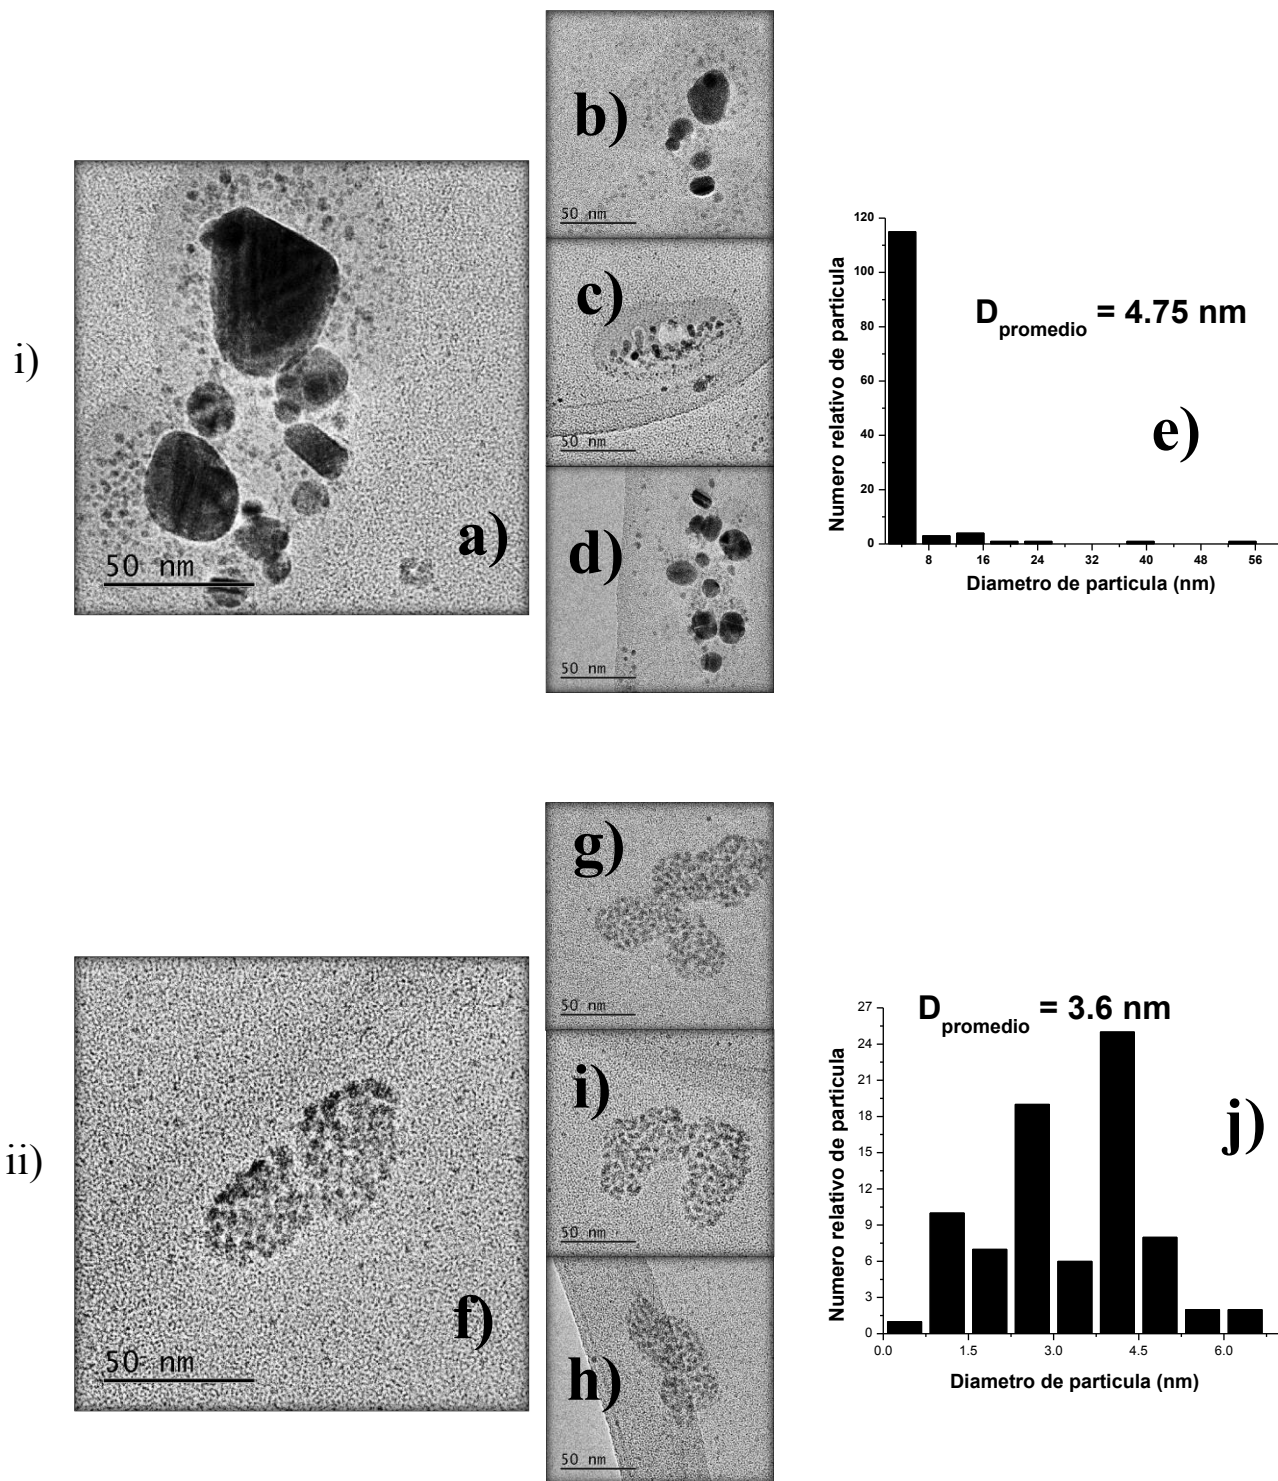 i)
a)
50 nm
b)
50 nm
c)
50 nm
d)
50 nm
Numero relativo de particula
120
100
80
60
40
20
0
D promedio = 4.75 nm
e)
8 16 24 32 40 48 56
Diametro de particula (nm)
ii)
f)
50 nm
g)
50 nm
i)
50 nm
h)
50 nm
Numero relativo de particula
27
24
21
18
15
12
9
6
3
0
D promedio = 3.6 nm
j)
0.0 1.5 3.0 4.5 6.0
Diametro de particula (nm)